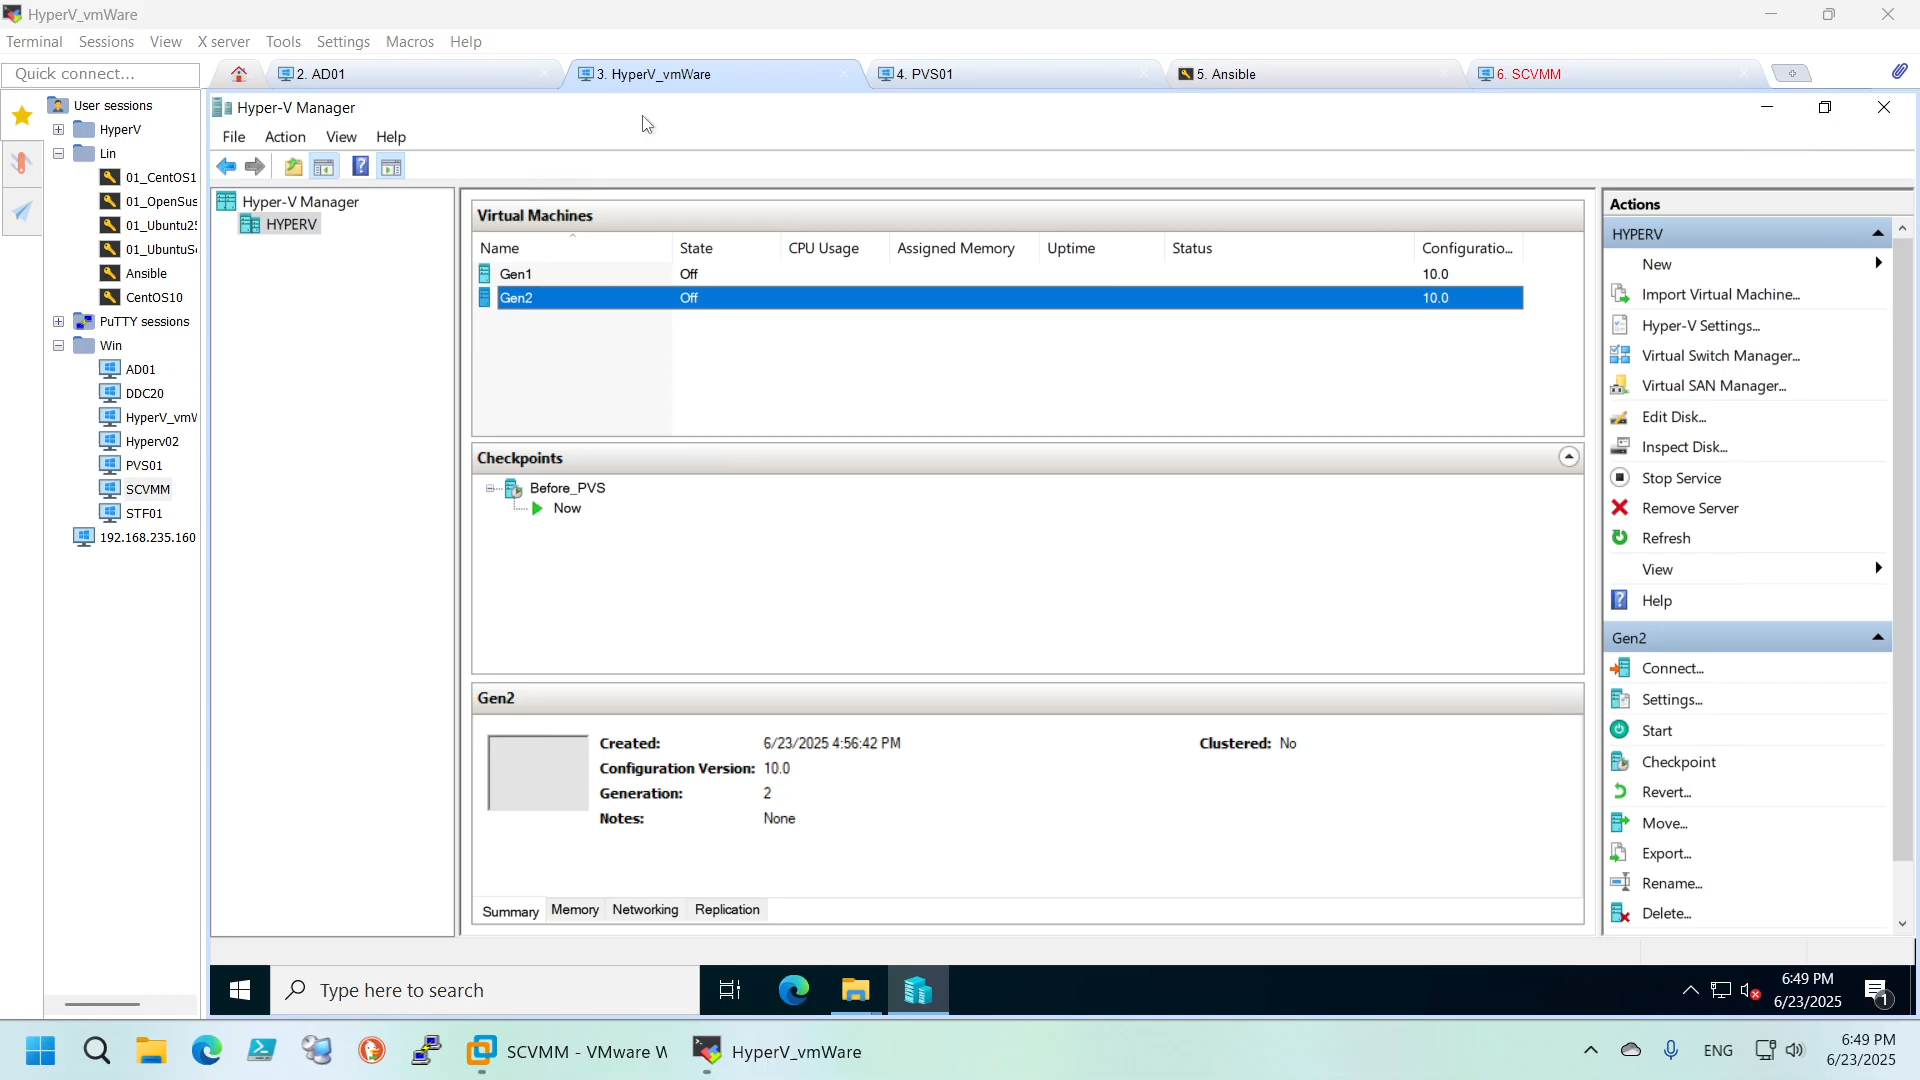 HyperV_vmWare
Terminal Sessions View X server Tools Settings Macros Help
Quick connect...
2. AD01
3. HyperV_vmWare
4. PVS01
5. Ansible
6. SCVMM
User sessions
HyperV
Lin
01_CentOS1
01_OpenSus
01_Ubuntu2
01_UbuntuS
Ansible
CentOS10
PuTTY sessions
Win
AD01
DDC20
HyperV_vmW
Hyperv02
PVS01
SCVMM
STF01
192.168.235.160
Hyper-V Manager
File Action View Help
Hyper-V Manager
HYPERV
Virtual Machines
Name State CPU Usage Assigned Memory Uptime Status Configuratio...
Gen1 Off 10.0
Gen2 Off 10.0
Checkpoints
Before_PVS
Now
Gen2
Created: 6/23/2025 4:56:42 PM Clustered: No
Configuration Version: 10.0
Generation: 2
Notes: None
Summary Memory Networking Replication
Actions
HYPERV
New
Import Virtual Machine...
Hyper-V Settings...
Virtual Switch Manager...
Virtual SAN Manager...
Edit Disk...
Inspect Disk...
Stop Service
Remove Server
Refresh
View
Help
Gen2
Connect...
Settings...
Start
Checkpoint
Revert...
Move...
Export...
Rename...
Delete...
Type here to search
6:49 PM
6/23/2025
1
SCVMM - VMware W
HyperV_vmWare
ENG
6:49 PM
6/23/2025